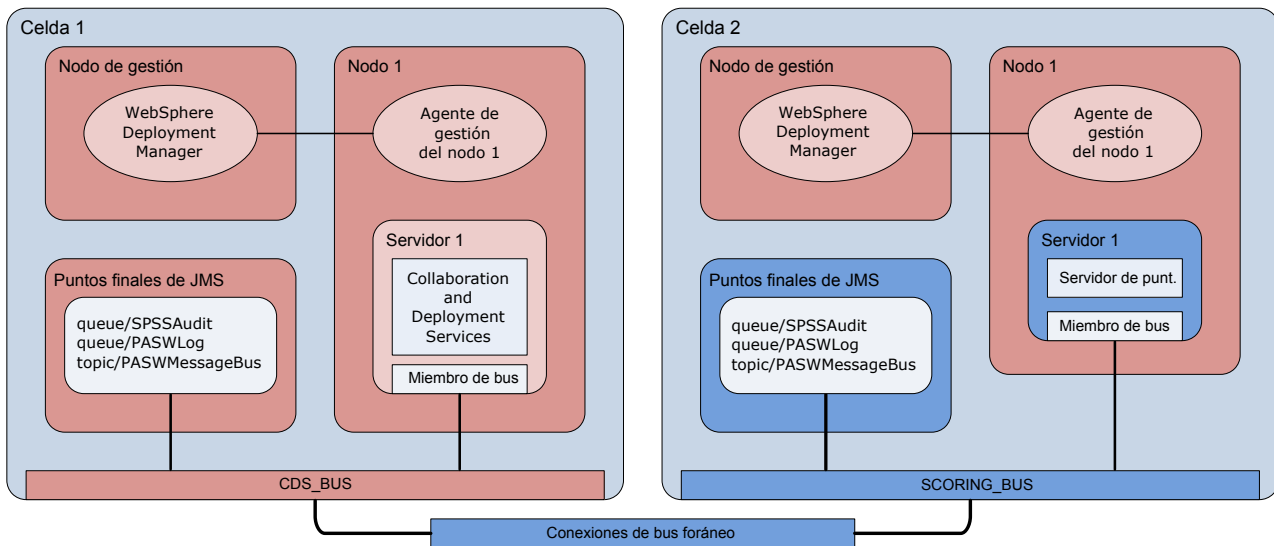 Celda 1
Nodo de gestión
WebSphere
Deployment
Manager
Nodo 1
Agente de
gestión
del nodo 1
Servidor 1
Collaboration
and
Deployment
Services
Miembro de bus
Puntos finales de JMS
queue/SPSSAudit
queue/PASWLog
topic/PASWMessageBus
CDS_BUS
Celda 2
Nodo de gestión
WebSphere
Deployment
Manager
Nodo 1
Agente de
gestión
del nodo 1
Servidor 1
Servidor de punt.
Miembro de bus
Puntos finales de JMS
queue/SPSSAudit
queue/PASWLog
topic/PASWMessageBus
SCORING_BUS
Conexiones de bus foráneo